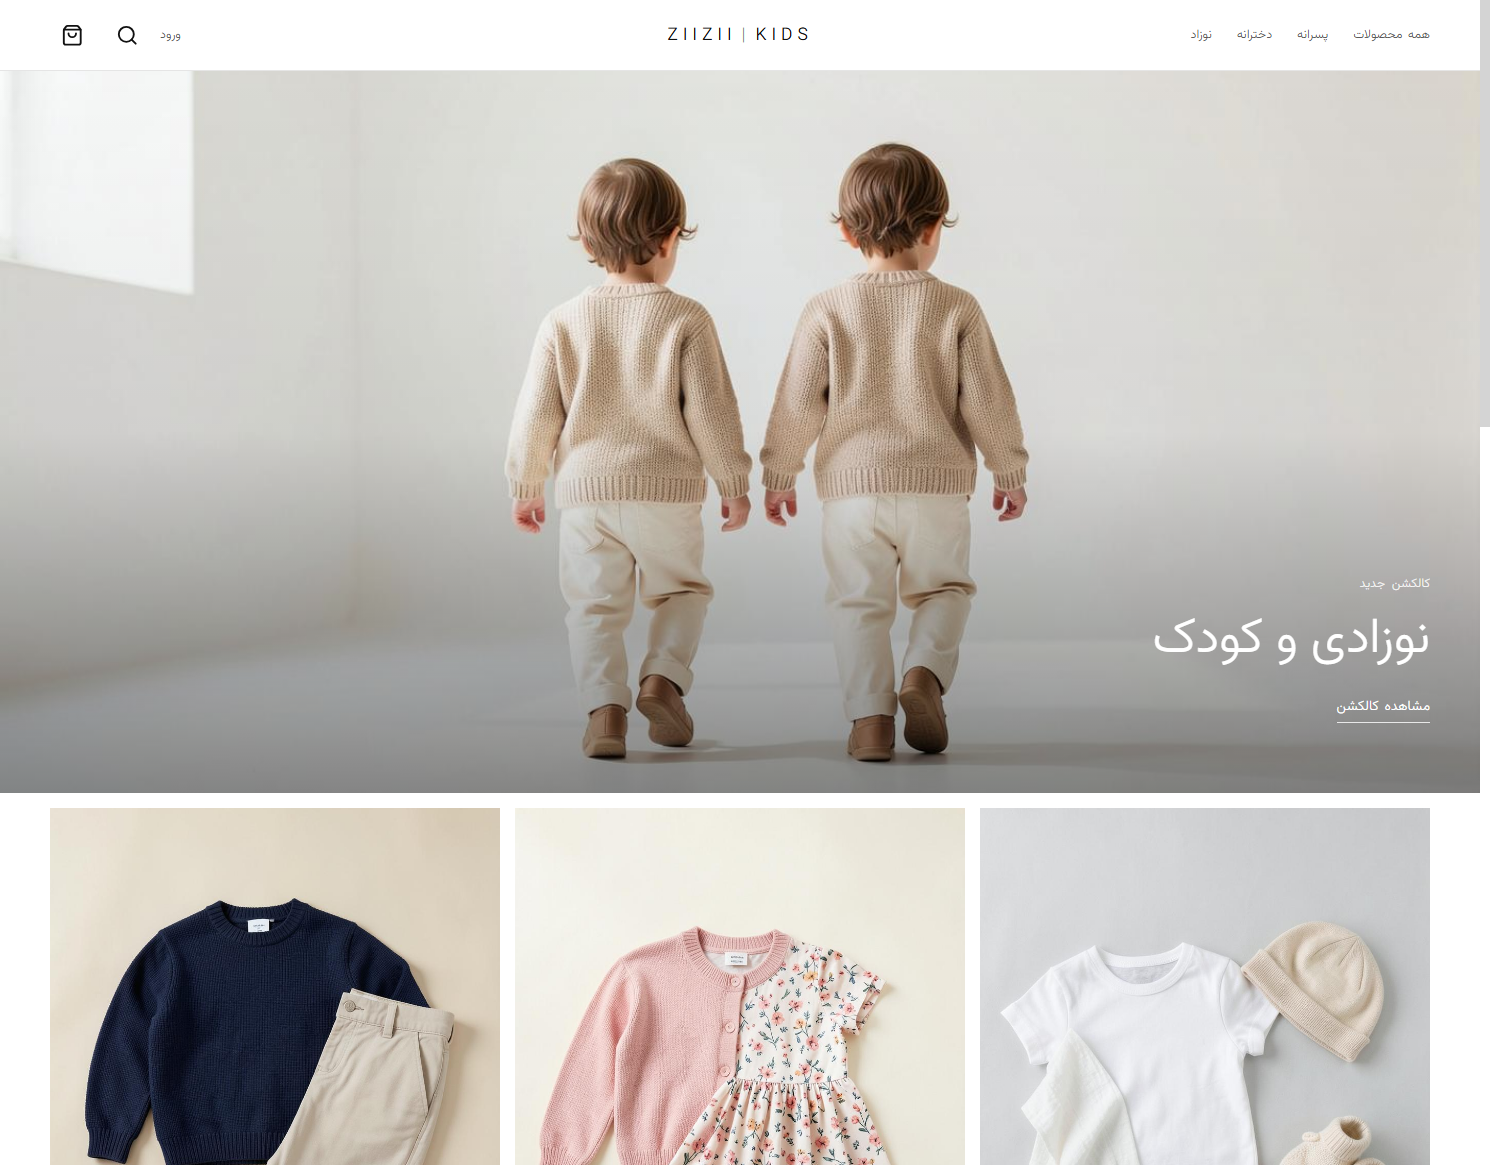 همه محصولات
پسرانه
دخترانه
نوزاد
ZIIZII | KIDS
ورود
کالکشن جدید
نوزادی و کودک
مشاهده کالکشن